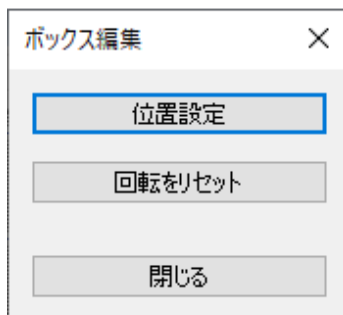 ボックス編集
位置設定
回転をリセット
閉じる